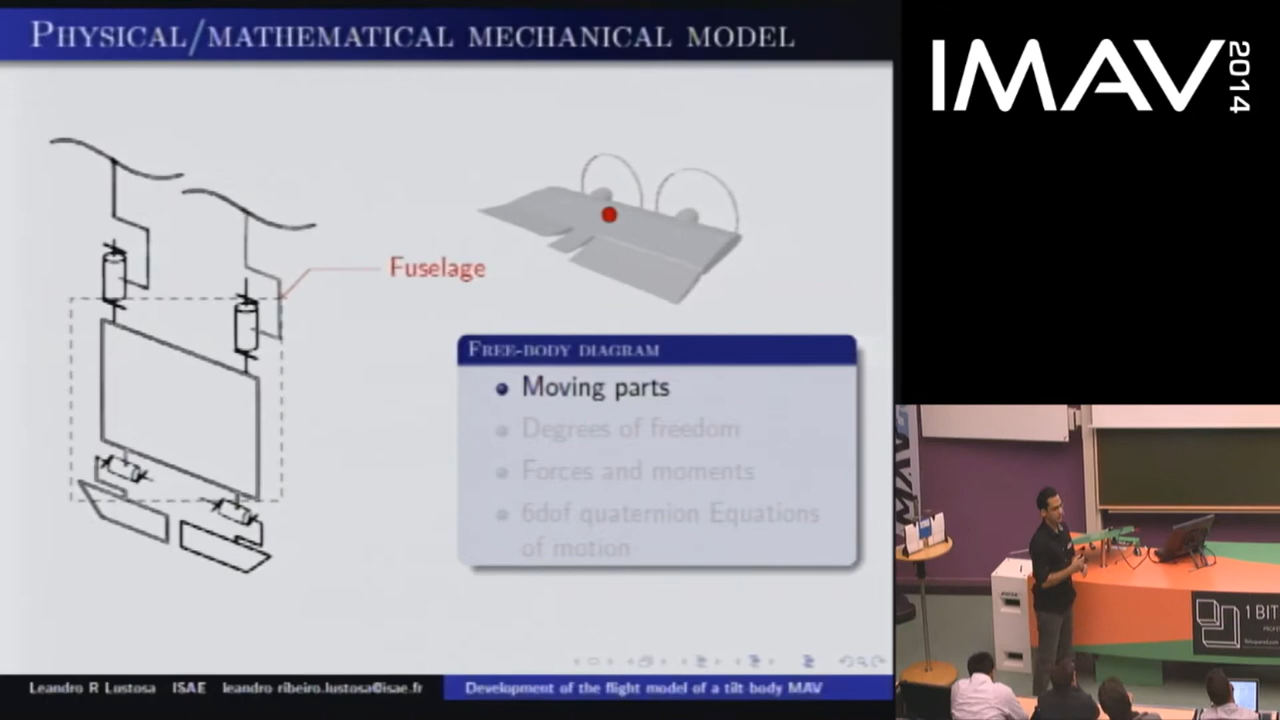 PHYSICAL/MATHEMATICAL MECHANICAL MODEL
Fuselage
FREE-BODY DIAGRAM
Moving parts
Degrees of freedom
Forces and moments
6dof quaternion Equations
of motion
Leandro R Lustosa ISAE leandro ribeiro.lustosa@isae.fr
Development of the flight model of a tilt body MAV
IMAV
2014
1 BIT